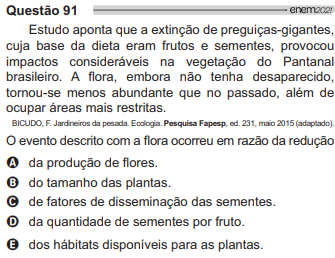 Questão 91 enem2021
Estudo aponta que a extinção de preguiças-gigantes,
cuja base da dieta eram frutos e sementes, provocou
impactos consideráveis na vegetação do Pantanal
brasileiro. A flora, embora não tenha desaparecido,
tornou-se menos abundante que no passado, além de
ocupar áreas mais restritas.
BICUDO, F. Jardineiros da pesada. Ecologia. Pesquisa Fapesp, ed. 231, maio 2015 (adaptado).
O evento descrito com a flora ocorreu em razão da redução
A da produção de flores.
B do tamanho das plantas.
C de fatores de disseminação das sementes.
D da quantidade de sementes por fruto.
E dos hábitats disponíveis para as plantas.